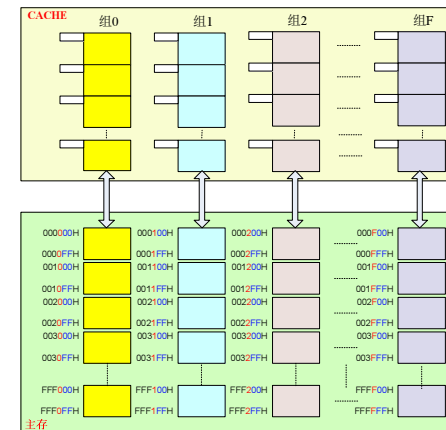 CACHE
组0 组1 组2 组F
000000H 000100H 000200H 000F00H
0000FFH 0001FFH 0002FFH 000FFFH
001000H 001100H 001200H 001F00H
0010FFH 0011FFH 0012FFH 001FFFH
002000H 002100H 002200H 002F00H
0020FFH 0021FFH 0022FFH 002FFFH
003000H 003100H 003200H 003F00H
0030FFH 0031FFH 0032FFH 003FFFH
FFF000H FFF100H FFF200H FFFF00H
FFF0FFH FFF1FFH FFF2FFH FFFFFFH
主存